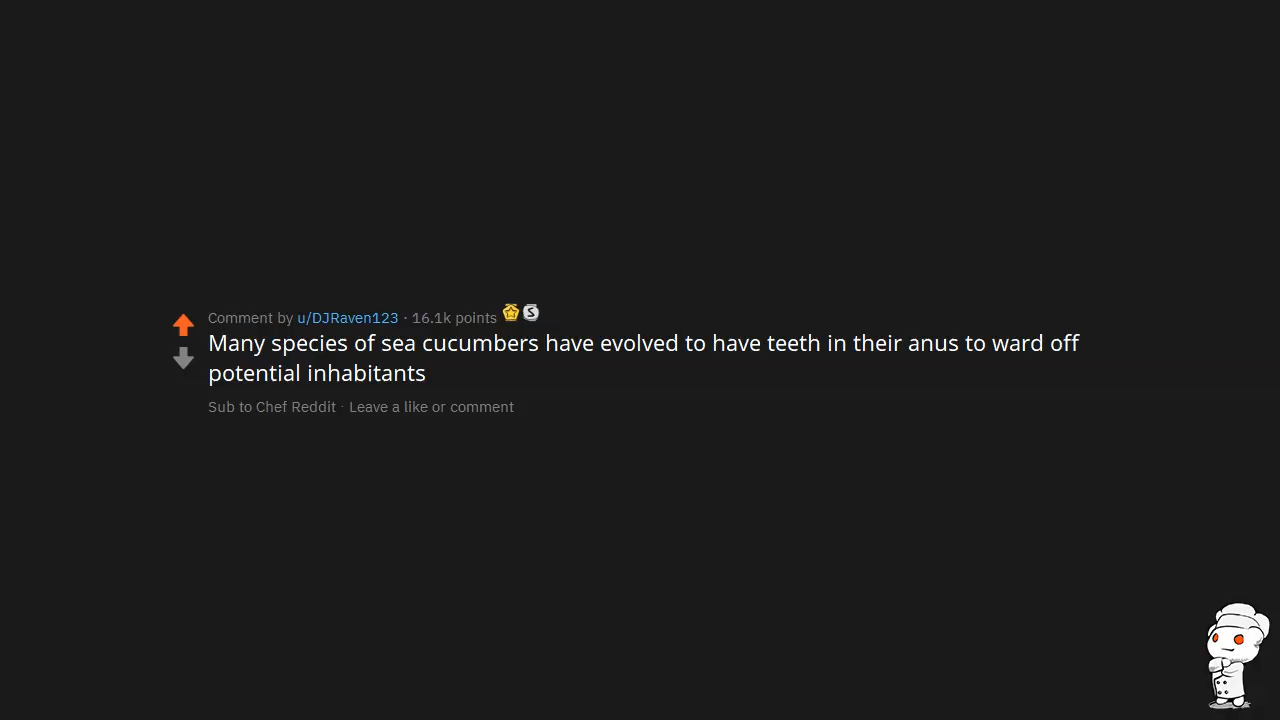 Comment by u/DJRaven123 · 16.1k points
Many species of sea cucumbers have evolved to have teeth in their anus to ward off
potential inhabitants
Sub to Chef Reddit · Leave a like or comment